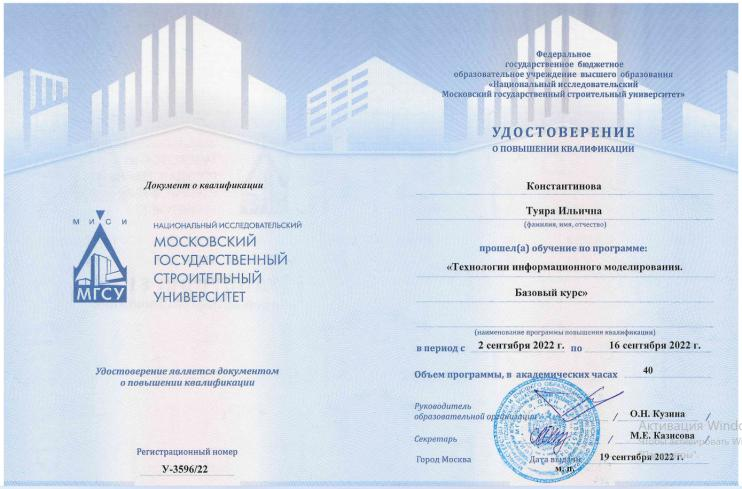 Документ о квалификации
МИСИ
МГСУ
НАЦИОНАЛЬНЫЙ ИССЛЕДОВАТЕЛЬСКИЙ
МОСКОВСКИЙ
ГОСУДАРСТВЕННЫЙ
СТРОИТЕЛЬНЫЙ
УНИВЕРСИТЕТ
Удостоверение является документом
о повышении квалификации
Регистрационный номер
У-3596/22
Федеральное
государственное бюджетное
образовательное учреждение высшего образования
«Национальный исследовательский
Московский государственный строительный университет»
УДОСТОВЕРЕНИЕ
О ПОВЫШЕНИИ КВАЛИФИКАЦИИ
Константинова
Туяра Ильична
(фамилия, имя, отчество)
прошел(а) обучение по программе:
«Технологии информационного моделирования.
Базовый курс»
(наименование программы повышения квалификации)
в период с 2 сентября 2022 г. по 16 сентября 2022 г.
Объем программы, в академических часах 40
Руководитель
образовательной организации / О.Н. Кузина /
Секретарь / М.Е. Казисова /
Город Москва Дата выдачи 19 сентября 2022 г.
м. п.
Активация Windo
Чтобы активировать Wi